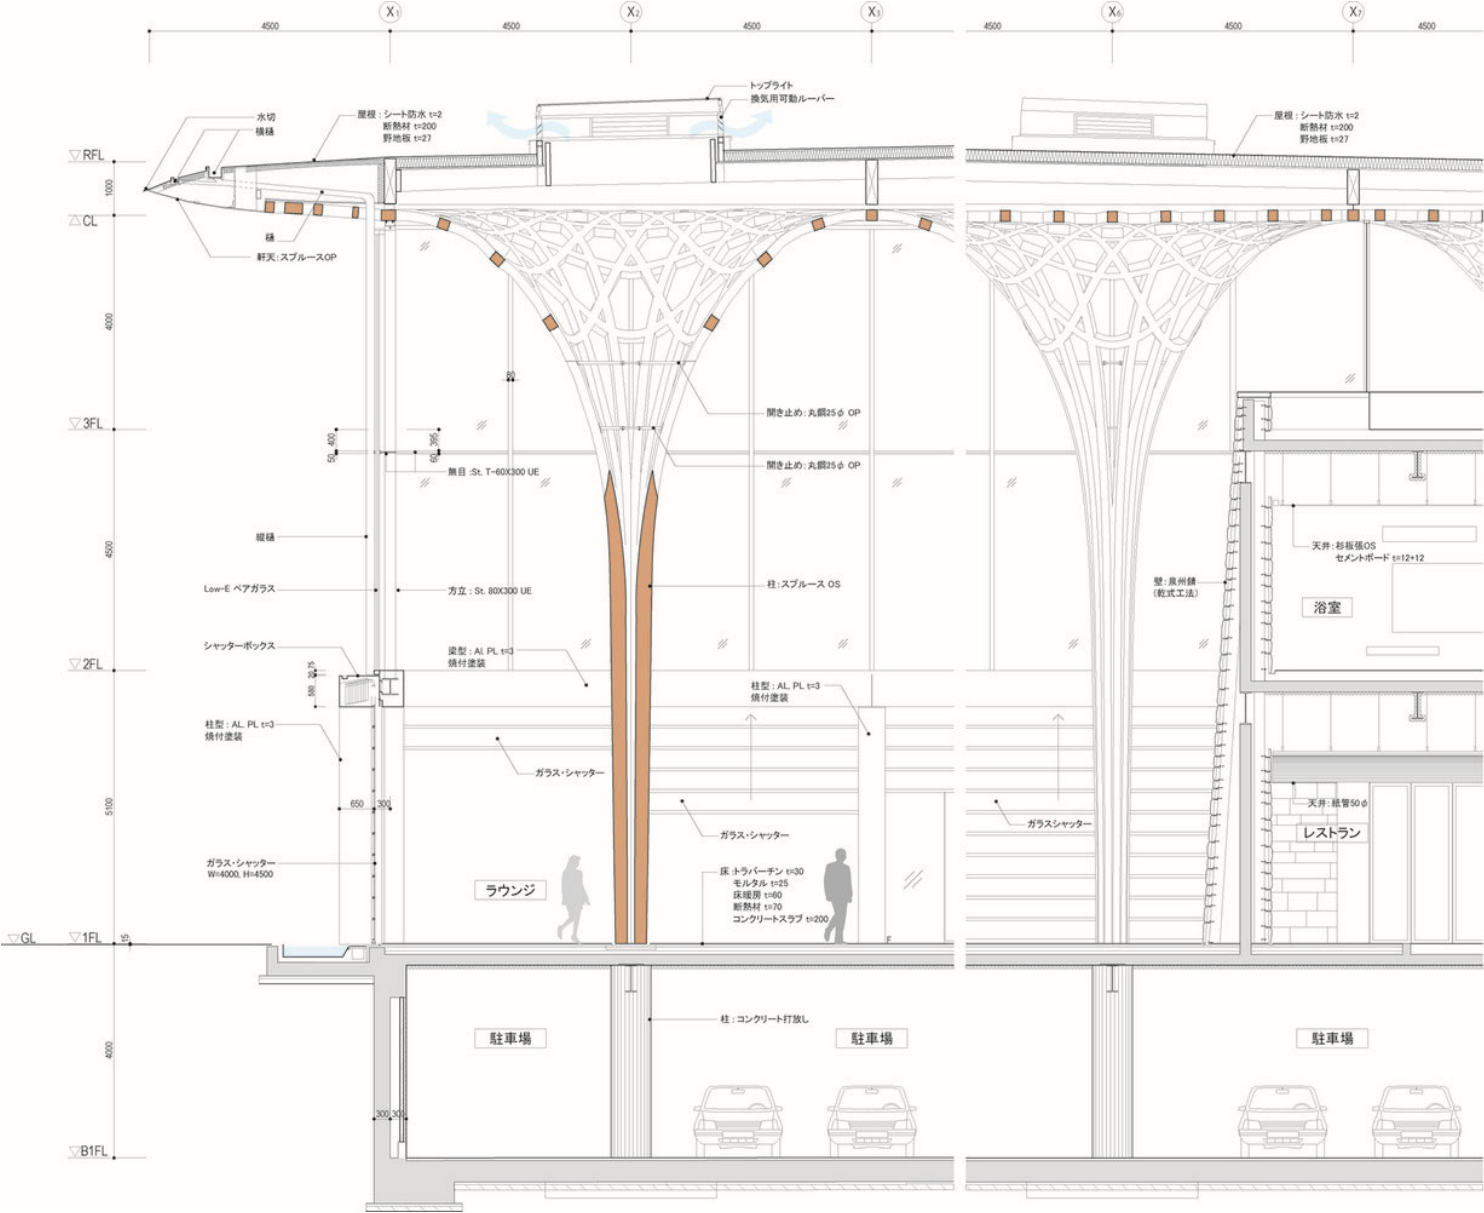 X1
X2
X3
X6
X7
4500
4500
4500
4500
4500
4500
トップライト
換気用可動ルーバー
水切
横樋
屋根：シート防水 t=2
断熱材 t=200
野地板 t=27
屋根：シート防水 t=2
断熱材 t=200
野地板 t=27
RFL
1000
CL
樋
軒天：スプルースOP
4000
80
開き止め：丸鋼25φ OP
3FL
400
50
395
60
開き止め：丸鋼25φ OP
無目：St. T-60X300 UE
縦樋
4500
天井：杉板張OS
セメントボード t=12+12
Low-E ペアガラス
方立：St. 80X300 UE
柱：スプルース OS
壁：泉州錆
（乾式工法）
浴室
シャッターボックス
梁型：Al. PL t=3
焼付塗装
2FL
20 75
580
柱型：AL. PL t=3
焼付塗装
柱型：AL. PL t=3
焼付塗装
ガラス・シャッター
650
300
5100
天井：紙管50φ
ガラス・シャッター
ガラスシャッター
レストラン
ガラス・シャッター
W=4000, H=4500
ラウンジ
床：トラバーチン t=30
モルタル t=25
床暖房 t=60
断熱材 t=70
コンクリートスラブ t=200
GL
1FL
15
F
柱：コンクリート打放し
駐車場
駐車場
駐車場
4000
300
300
B1FL